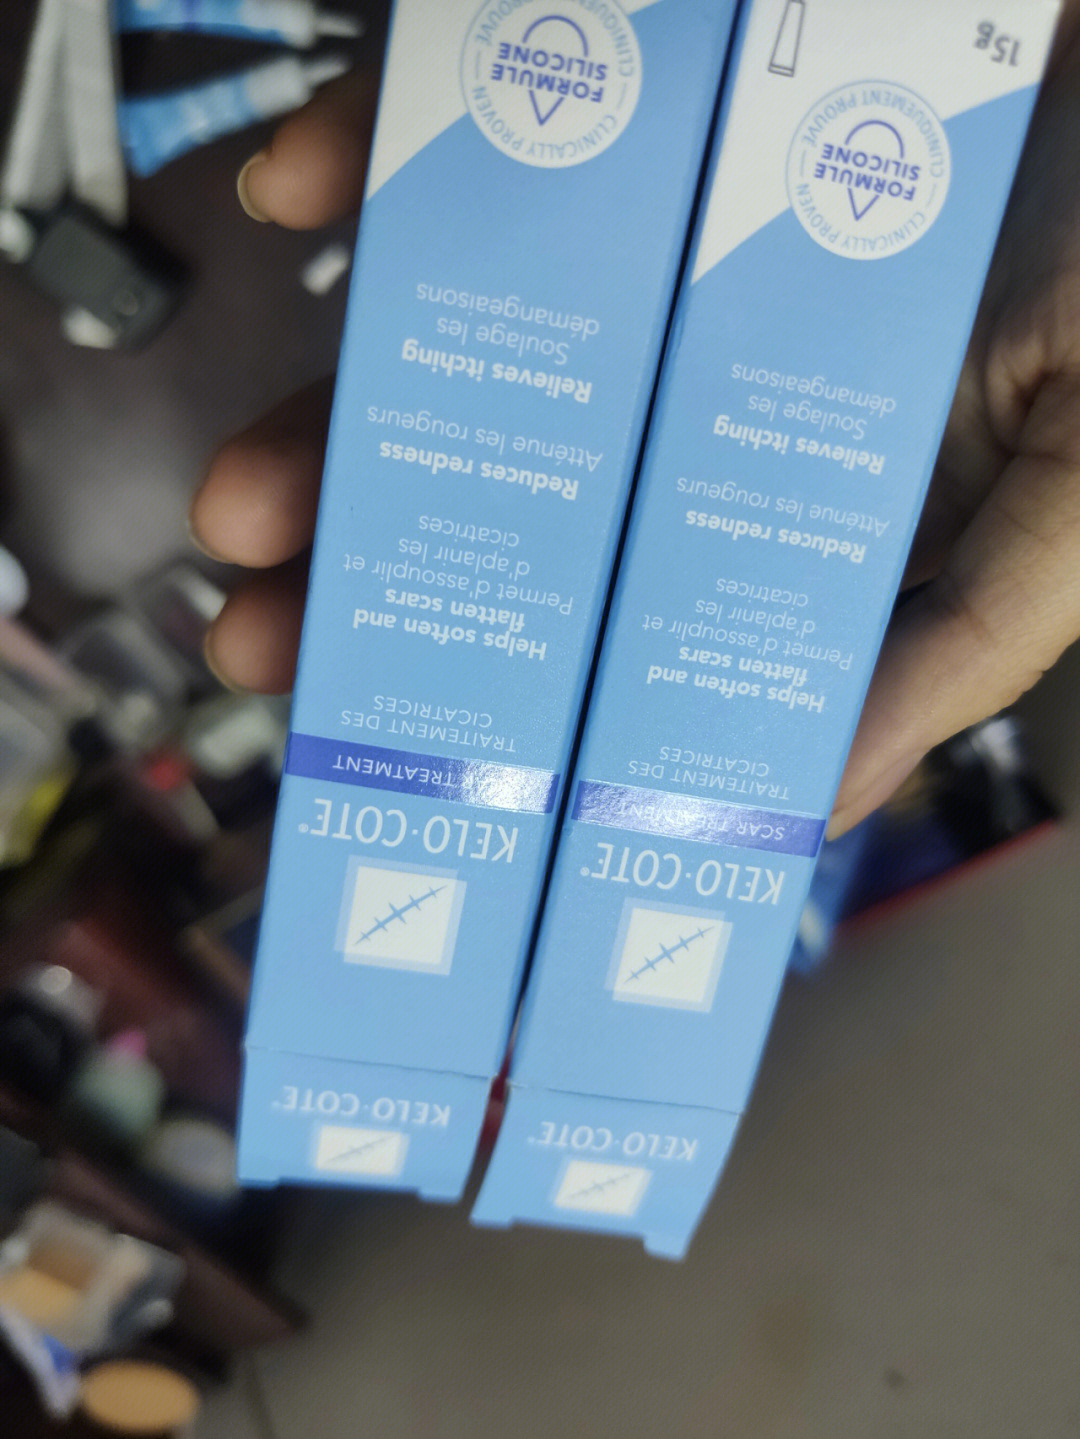 KELO·COTE®
KELO·COTE®
SCAR TREATMENT
TRAITEMENT DES
CICATRICES
Helps soften and
flatten scars
Permet d'assouplir et
d'aplanir les
cicatrices
Reduces redness
Atténue les rougeurs
Relieves itching
Soulage les
démangeaisons
CLINICALLY PROVEN
CLINIQUEMENT PROUVÉ
FORMULE
SILICONE
15g
KELO·COTE®
KELO·COTE®
TREATMENT
TRAITEMENT DES
CICATRICES
Helps soften and
flatten scars
Permet d'assouplir et
d'aplanir les
cicatrices
Reduces redness
Atténue les rougeurs
Relieves itching
Soulage les
démangeaisons
CLINICALLY PROVEN
FORMULE
SILICONE